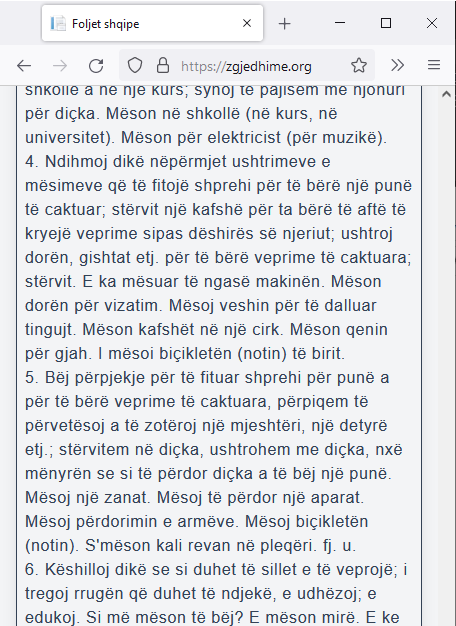 Foljet shqipe
https://zgjedhime.org
shkollë a në një kurs; synoj të pajisem me njohuri
për diçka. Mëson në shkollë (në kurs, në
universitet). Mëson për elektricist (për muzikë).
4. Ndihmoj dikë nëpërmjet ushtrimeve e
mësimeve që të fitojë shprehi për të bërë një punë
të caktuar; stërvit një kafshë për ta bërë të aftë të
kryejë veprime sipas dëshirës së njeriut; ushtroj
dorën, gishtat etj. për të bërë veprime të caktuara;
stërvit. E ka mësuar të ngasë makinën. Mëson
dorën për vizatim. Mësoj veshin për të dalluar
tingujt. Mëson kafshët në një cirk. Mëson qenin
për gjah. I mësoi biçikletën (notin) të birit.
5. Bëj përpjekje për të fituar shprehi për punë a
për të bërë veprime të caktuara, përpiqem të
përvetësoj a të zotëroj një mjeshtëri, një detyrë
etj.; stërvitem në diçka, ushtrohem me diçka, nxë
mënyrën se si të përdor diçka a të bëj një punë.
Mësoj një zanat. Mësoj të përdor një aparat.
Mësoj përdorimin e armëve. Mësoj biçikletën
(notin). S'mëson kali revan në pleqëri. fj. u.
6. Këshilloj dikë se si duhet të sillet e të veprojë; i
tregoj rrugën që duhet të ndjekë, e udhëzoj; e
edukoj. Si më mëson të bëj? E mëson mirë. E ke